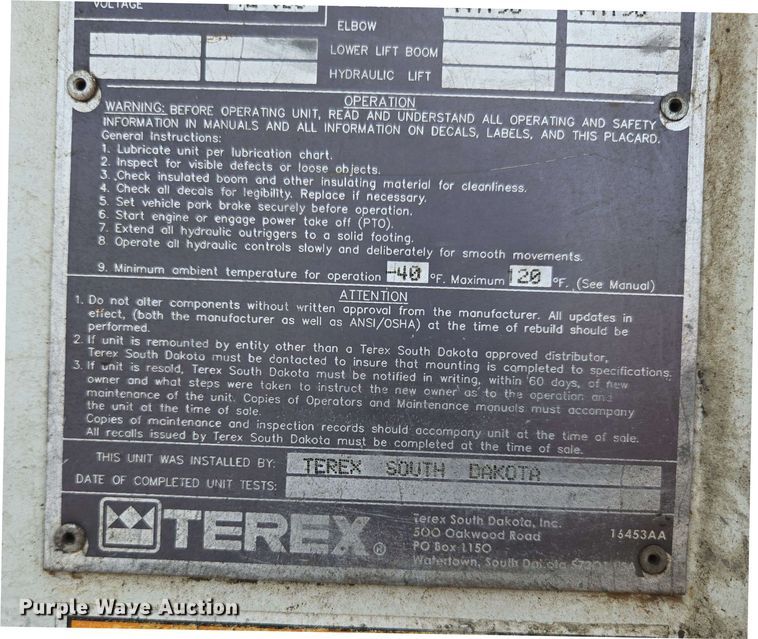 VOLTAGE
ELBOW
LOWER LIFT BOOM
HYDRAULIC LIFT
OPERATION
WARNING: BEFORE OPERATING UNIT, READ AND UNDERSTAND ALL OPERATING AND SAFETY
INFORMATION IN MANUALS AND ALL INFORMATION ON DECALS, LABELS, AND THIS PLACARD.
General Instructions:
1. Lubricate unit per lubrication chart.
2. Inspect for visible defects or loose objects.
3. Check insulated boom and other insulating material for cleanliness.
4. Check all decals for legibility. Replace if necessary.
5. Set vehicle park brake securely before operation.
6. Start engine or engage power take off (PTO).
7. Extend all hydraulic outriggers to a solid footing.
8 Operate all hydraulic controls slowly and deliberately for smooth movements.
9. Minimum ambient temperature for operation -40 °F. Maximum 120 °F. (See Manual)
ATTENTION
1. Do not alter components without written approval from the manufacturer. All updates in
effect, (both the manufacturer as well as ANSI/OSHA) at the time of rebuild should be
performed.
2. If unit is remounted by entity other than a Terex South Dakota approved distributor,
Terex South Dakota must be contacted to insure that mounting is completed to specifications.
3. If unit is resold, Terex South Dakota must be notified in writing, within 60 days, of new
owner and what steps were taken to instruct the new owner as to the operation and
maintenance of the unit. Copies of Operators and Maintenance manuals must accompany
the unit at the time of sale.
Copies of maintenance and inspection records should accompany unit at the time of sale.
All recalls issued by Terex South Dakota must be completed at the time of sale.
THIS UNIT WAS INSTALLED BY: TEREX SOUTH DAKOTA
DATE OF COMPLETED UNIT TESTS:
TEREX®
Terex South Dakota, Inc.
500 Oakwood Road
PO Box 1150
Watertown, South Dakota 57201 USA
16453AA
Purple Wave Auction